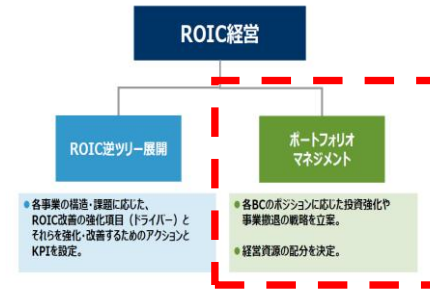 ROIC経営
ROIC逆ツリー展開
ポートフォリオ
マネジメント
●各事業の構造・課題に応じた、
ROIC改善の強化項目（ドライバー）と
それらを強化・改善するためのアクションと
KPIを設定。
●各BCのポジションに応じた投資強化や
事業撤退の戦略を立案。
●経営資源の配分を決定。